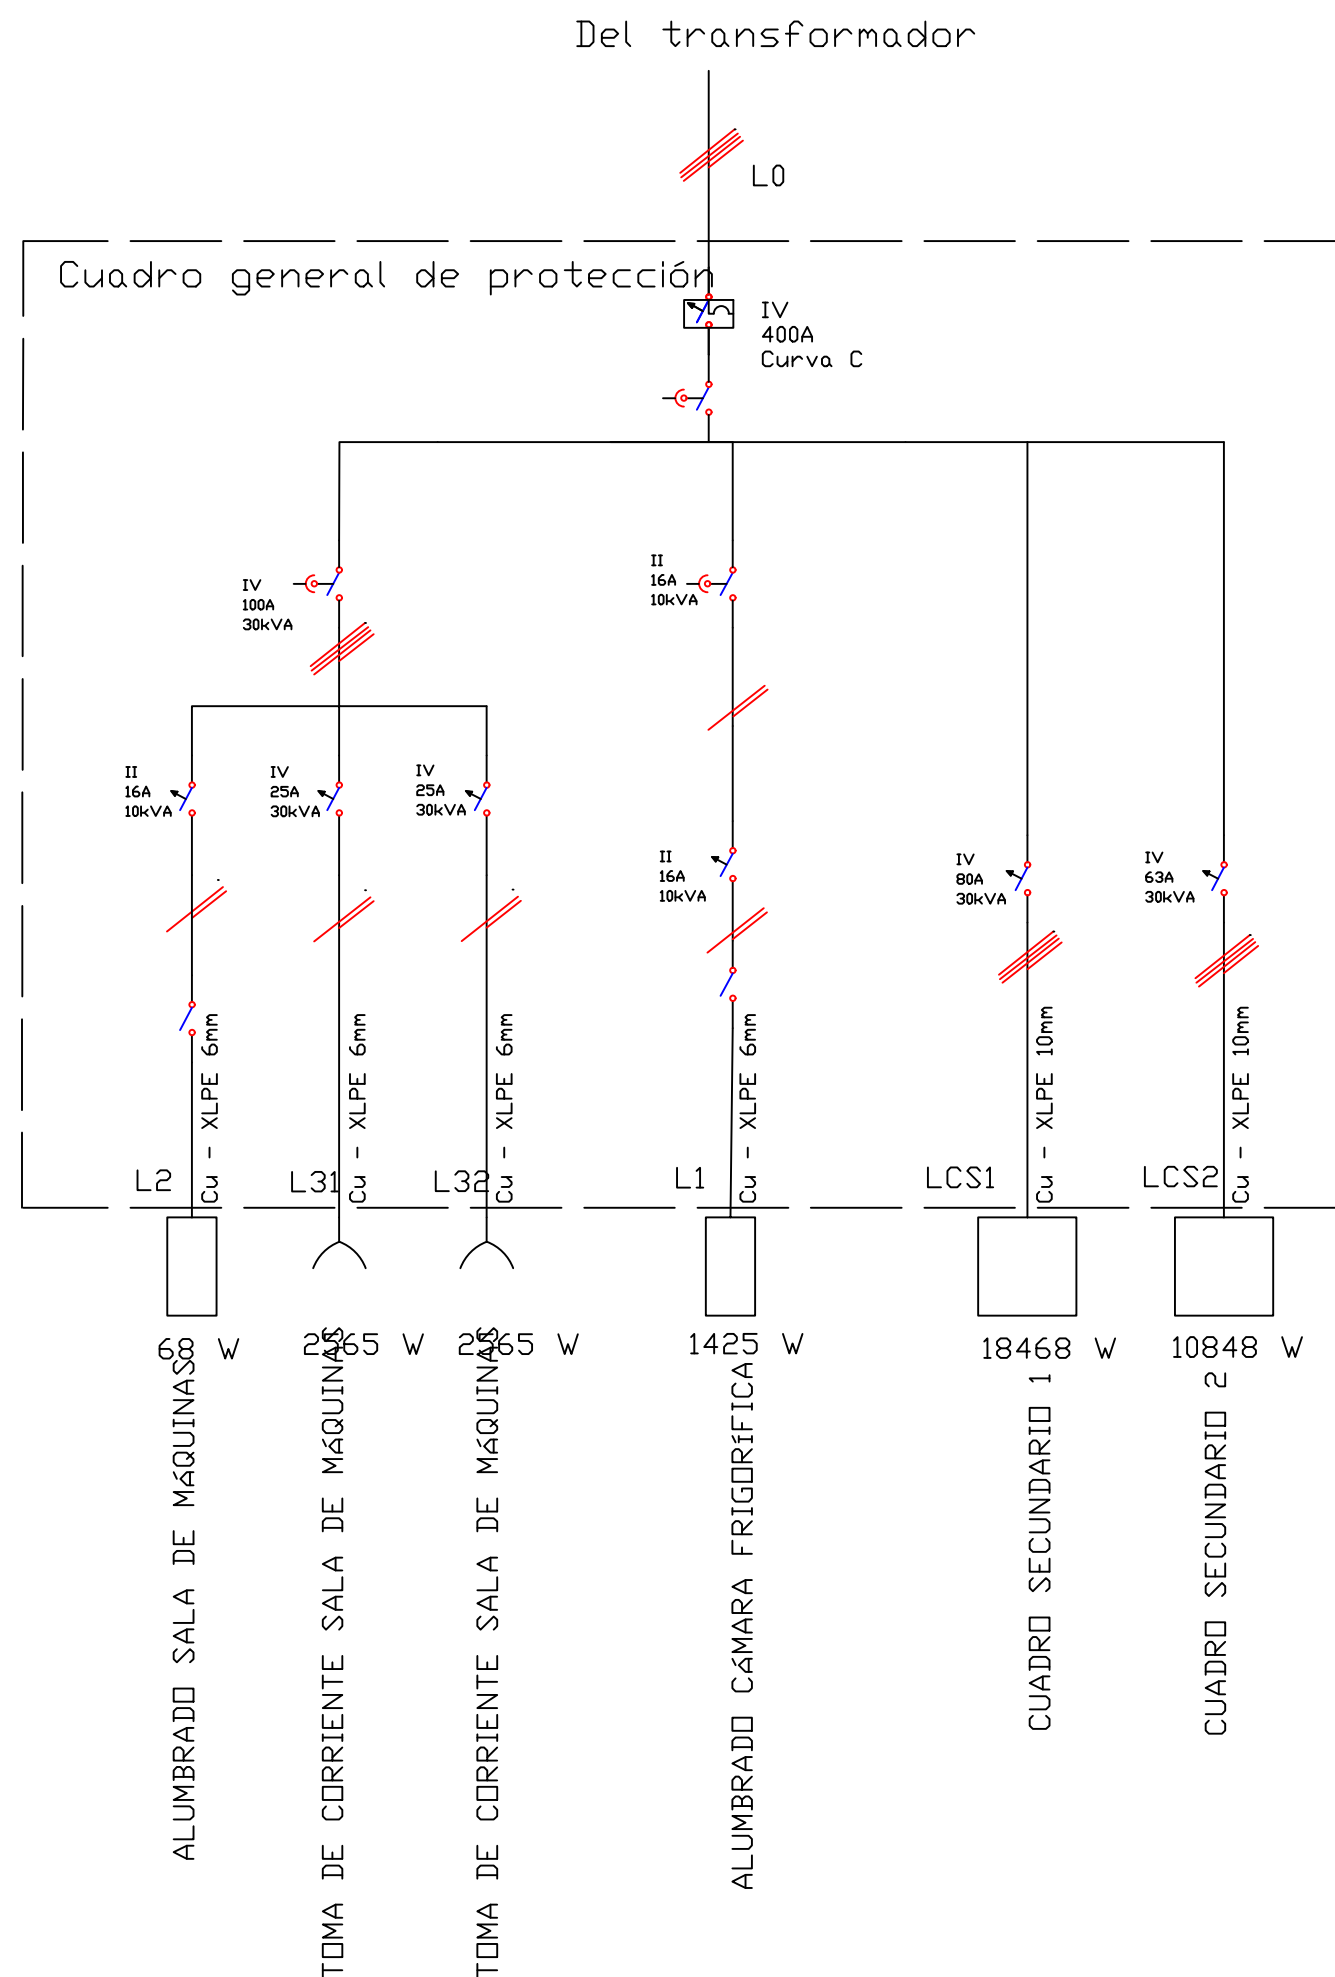 Del transformador
L0
Cuadro general de protección
IV
400A
Curva C
IV
100A
30kVA
II
16A
10kVA
II
16A
10kVA
IV
25A
30kVA
IV
25A
30kVA
II
16A
10kVA
IV
80A
30kVA
IV
63A
30kVA
Cu - XLPE 6mm
Cu - XLPE 6mm
Cu - XLPE 6mm
Cu - XLPE 6mm
Cu - XLPE 10mm
Cu - XLPE 10mm
L2
L31
L32
L1
LCS1
LCS2
68 W
2565 W
2565 W
1425 W
18468 W
10848 W
ALUMBRADO SALA DE MáQUINAS
TOMA DE CORRIENTE SALA DE MáQUINAS
TOMA DE CORRIENTE SALA DE MáQUINAS
ALUMBRADO CáMARA FRIGORíFICA
CUADRO SECUNDARIO 1
CUADRO SECUNDARIO 2